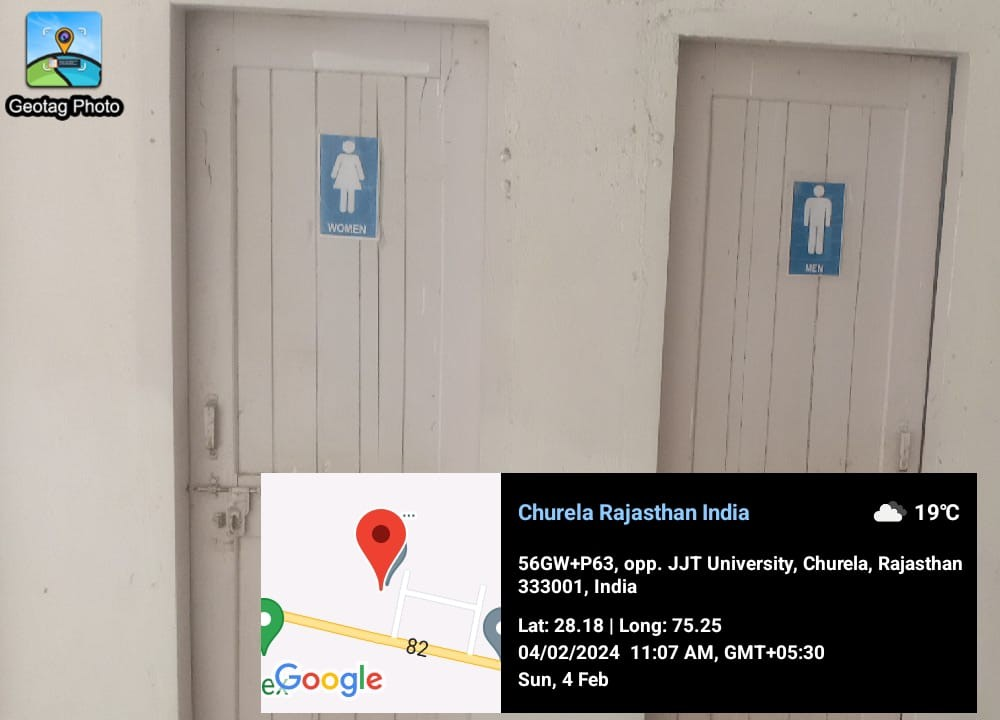 Geotag Photo
WOMEN
MEN
Churela Rajasthan India
19°C
56GW+P63, opp. JJT University, Churela, Rajasthan
333001, India
Lat: 28.18 | Long: 75.25
04/02/2024 11:07 AM, GMT+05:30
Sun, 4 Feb
82
Google